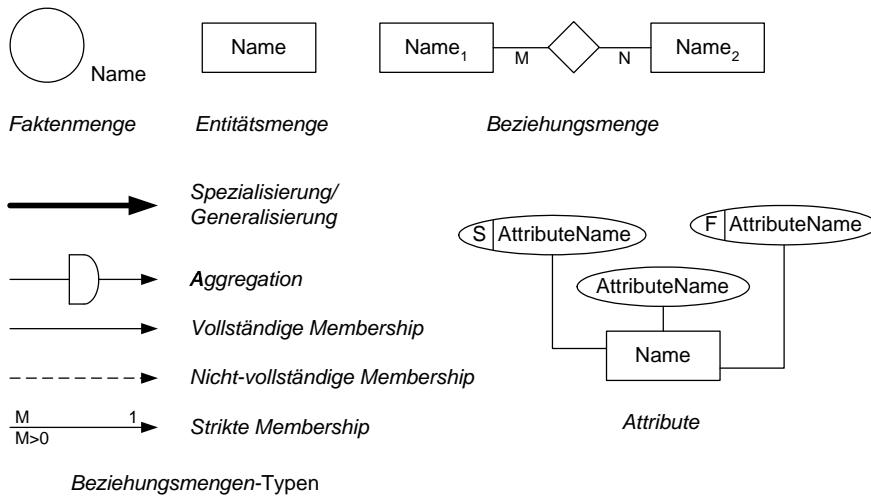 Name
Name
Name₁
M
N
Name₂
Faktenmenge
Entitätsmenge
Beziehungsmenge
Spezialisierung/
Generalisierung
Aggregation
Vollständige Membership
Nicht-vollständige Membership
M
1
M>0
Strikte Membership
Beziehungsmengen-Typen
S AttributeName
F AttributeName
AttributeName
Name
Attribute